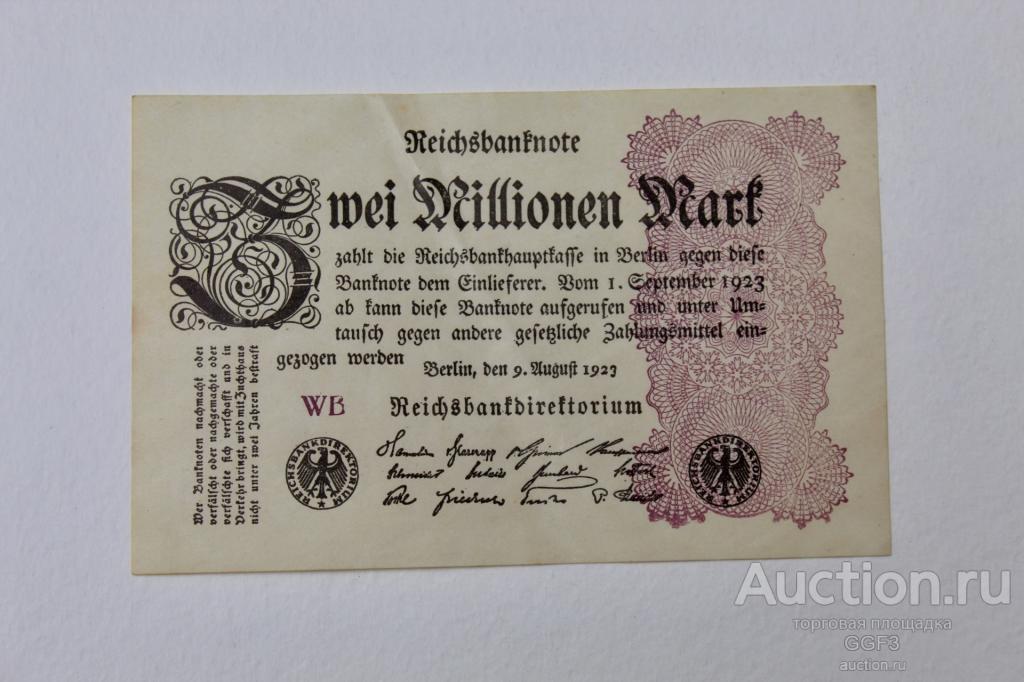 Reichsbanknote
Zwei Millionen Mark
zahlt die Reichsbankhauptkasse in Berlin gegen diese
Banknote dem Einlieferer. Vom 1. September 1923
ab kann diese Banknote aufgerufen und unter Um-
tausch gegen andere gesetzliche Zahlungsmittel ein-
gezogen werden
Berlin, den 9. August 1923
WB
Reichsbankdirektorium
Wer Banknoten nachmacht oder
verfälscht oder nachgemachte oder
verfälschte sich verschafft und in
Verkehr bringt, wird mit Zuchthaus
nicht unter zwei Jahren bestraft
REICHSBANKDIREKTORIUM
REICHSBANKDIREKTORIUM
Auction.ru
торговая площадка
GGF3
auction.ru